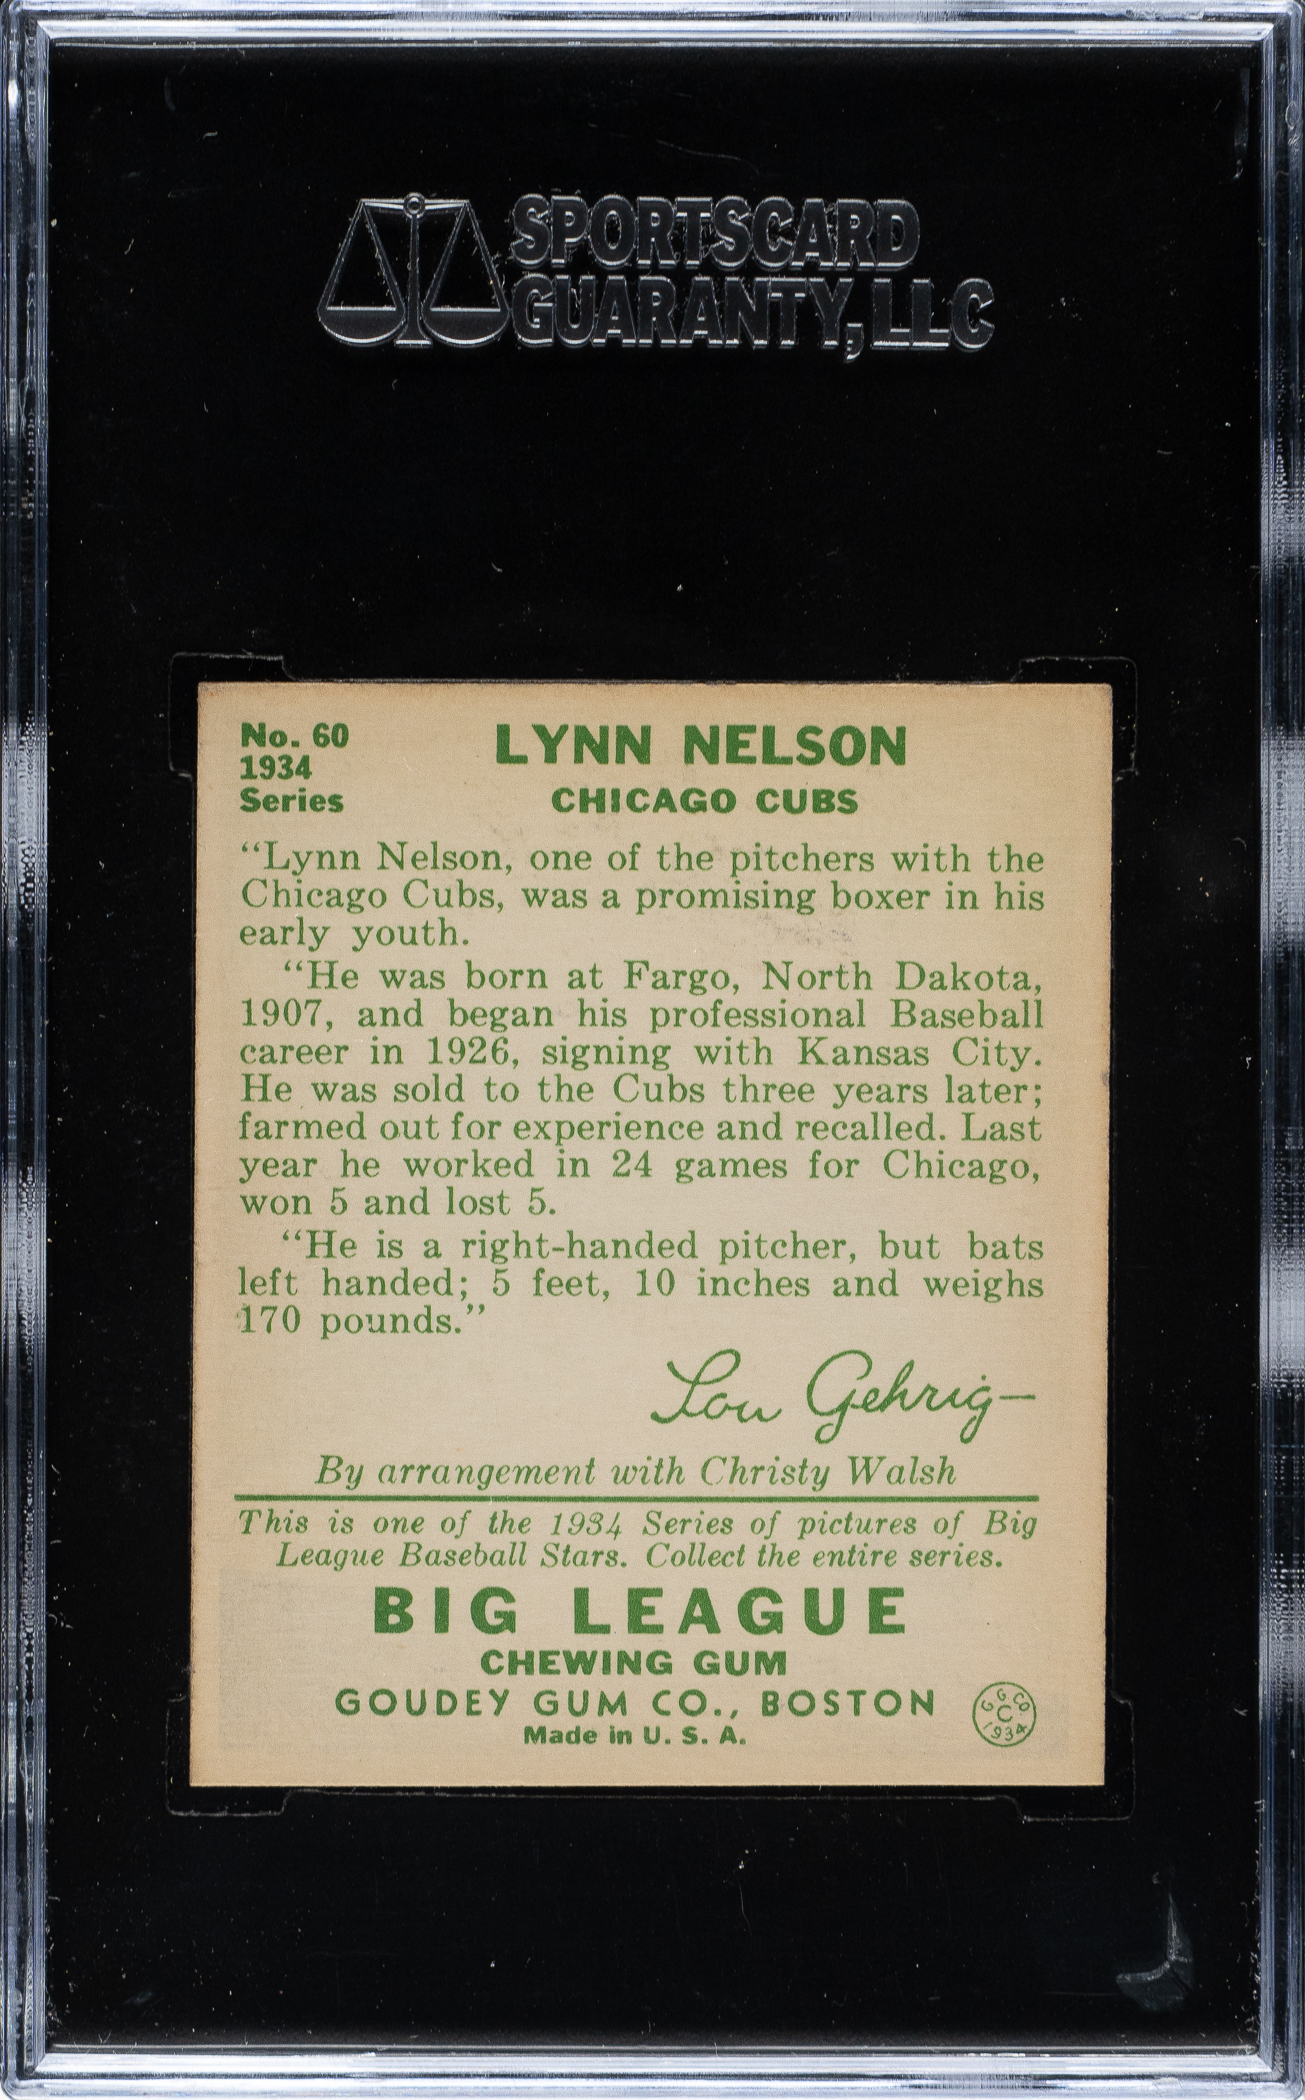 SPORTSCARD
GUARANTY, LLC
No. 60
1934
Series
LYNN NELSON
CHICAGO CUBS
“Lynn Nelson, one of the pitchers with the
Chicago Cubs, was a promising boxer in his
early youth.
“He was born at Fargo, North Dakota,
1907, and began his professional Baseball
career in 1926, signing with Kansas City.
He was sold to the Cubs three years later;
farmed out for experience and recalled. Last
year he worked in 24 games for Chicago,
won 5 and lost 5.
“He is a right-handed pitcher, but bats
left handed; 5 feet, 10 inches and weighs
170 pounds.”
Lou Gehrig—
By arrangement with Christy Walsh
This is one of the 1934 Series of pictures of Big
League Baseball Stars. Collect the entire series.
BIG LEAGUE
CHEWING GUM
GOUDEY GUM CO., BOSTON
Made in U. S. A.
G. G. CO.
C
1934